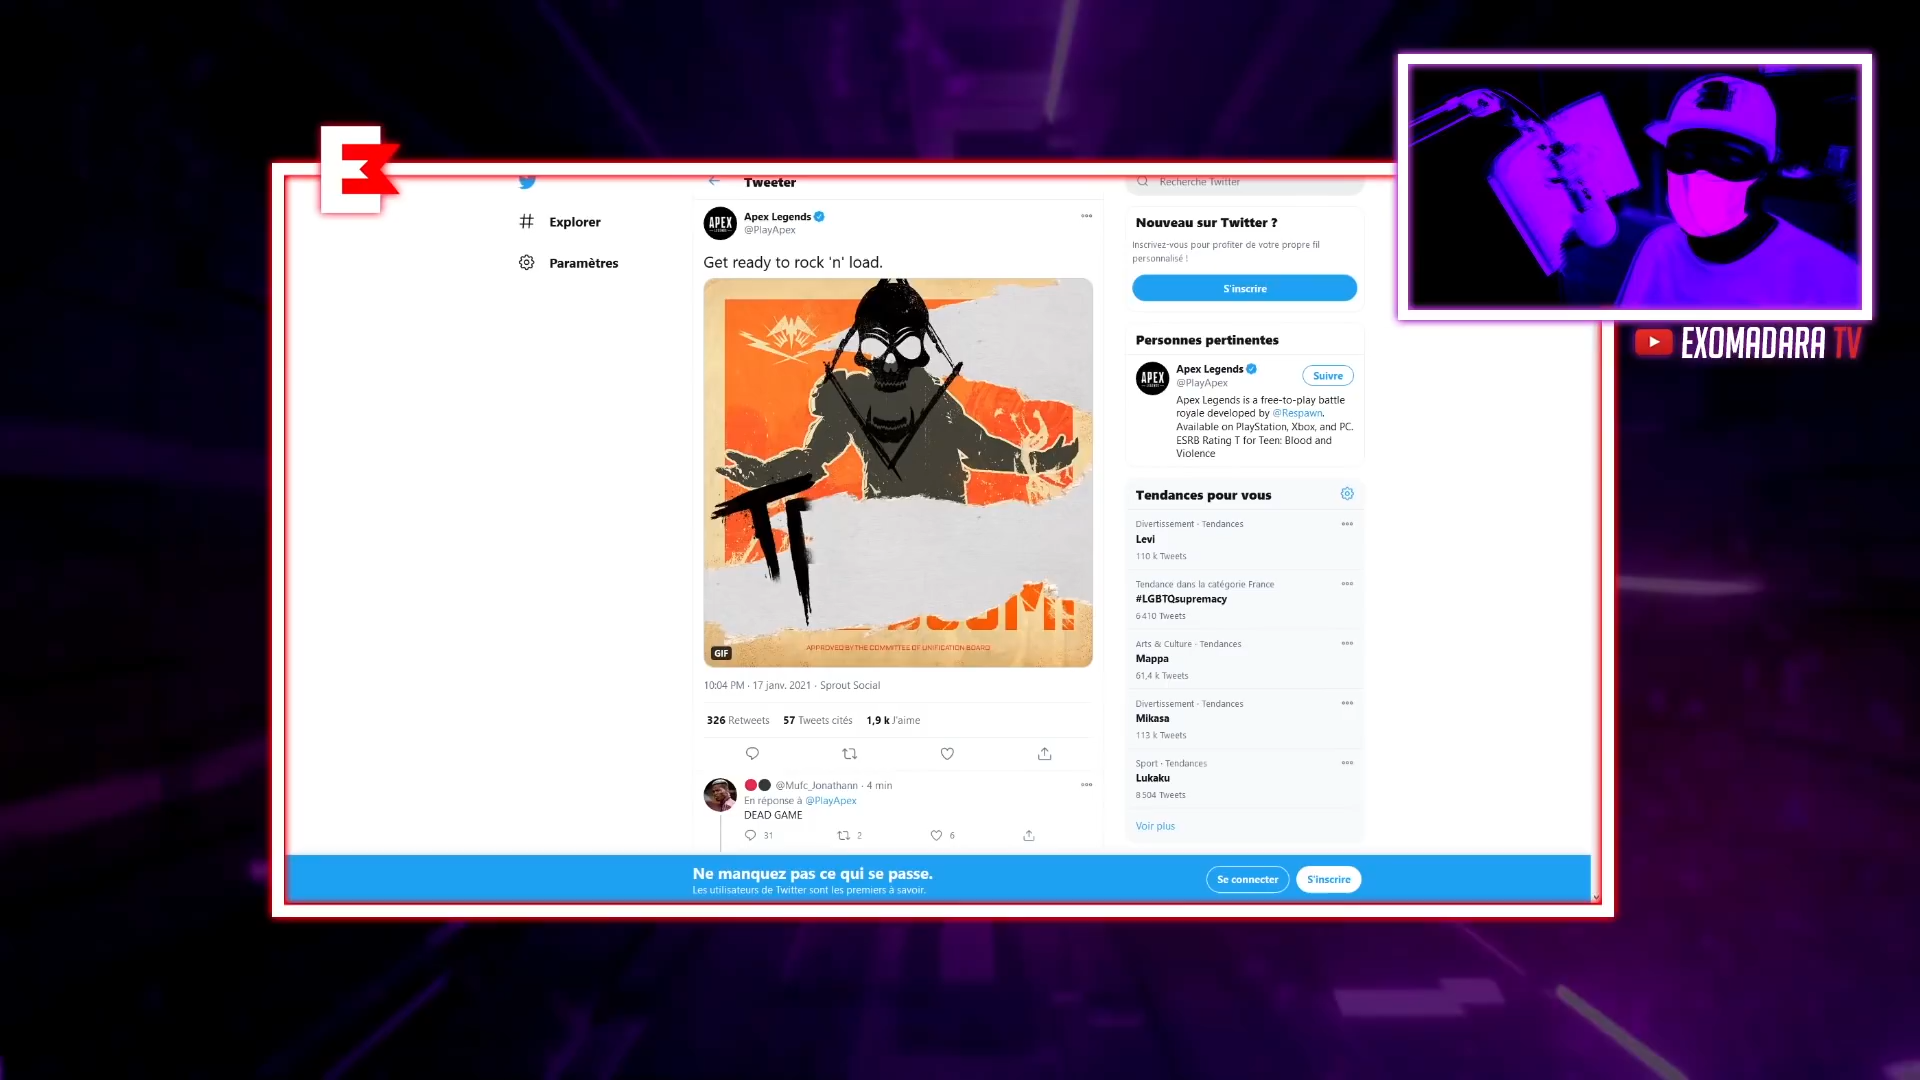 Tweeter
Explorer
Paramètres
APEX
LEGENDS
Apex Legends
@PlayApex
Get ready to rock 'n' load.
APPROVED BY THE COMMITTEE OF UNIFICATION BOARD
GIF
10:04 PM · 17 janv. 2021 · Sprout Social
326 Retweets 57 Tweets cités 1,9 k J'aime
@Mufc_Jonathann · 4 min
En réponse à @PlayApex
DEAD GAME
31 2 6
Recherche Twitter
Nouveau sur Twitter ?
Inscrivez-vous pour profiter de votre propre fil
personnalisé !
S'inscrire
Personnes pertinentes
APEX
LEGENDS
Apex Legends
@PlayApex
Suivre
Apex Legends is a free-to-play battle
royale developed by @Respawn.
Available on PlayStation, Xbox, and PC.
ESRB Rating T for Teen: Blood and
Violence
Tendances pour vous
Divertissement · Tendances
Levi
110 k Tweets
Tendance dans la catégorie France
#LGBTQsupremacy
6 410 Tweets
Arts & Culture · Tendances
Mappa
61,4 k Tweets
Divertissement · Tendances
Mikasa
113 k Tweets
Sport · Tendances
Lukaku
8 504 Tweets
Voir plus
Ne manquez pas ce qui se passe.
Les utilisateurs de Twitter sont les premiers à savoir.
Se connecter
S'inscrire
EXOMADARA TV